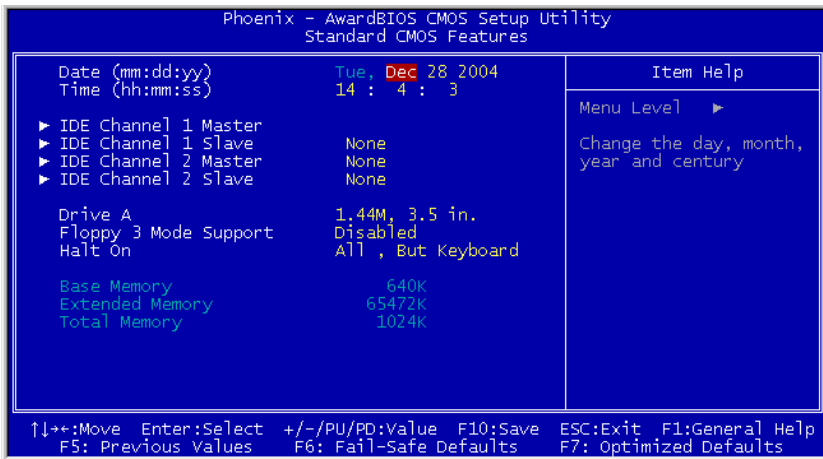 Phoenix - AwardBIOS CMOS Setup Utility
Standard CMOS Features
Date (mm:dd:yy) Tue, Dec 28 2004
Time (hh:mm:ss) 14 : 4 : 3
► IDE Channel 1 Master
► IDE Channel 1 Slave None
► IDE Channel 2 Master None
► IDE Channel 2 Slave None
Drive A 1.44M, 3.5 in.
Floppy 3 Mode Support Disabled
Halt On All , But Keyboard
Base Memory 640K
Extended Memory 65472K
Total Memory 1024K
Item Help
Menu Level ►
Change the day, month,
year and century
↑↓→←:Move Enter:Select +/-/PU/PD:Value F10:Save ESC:Exit F1:General Help
F5: Previous Values F6: Fail-Safe Defaults F7: Optimized Defaults